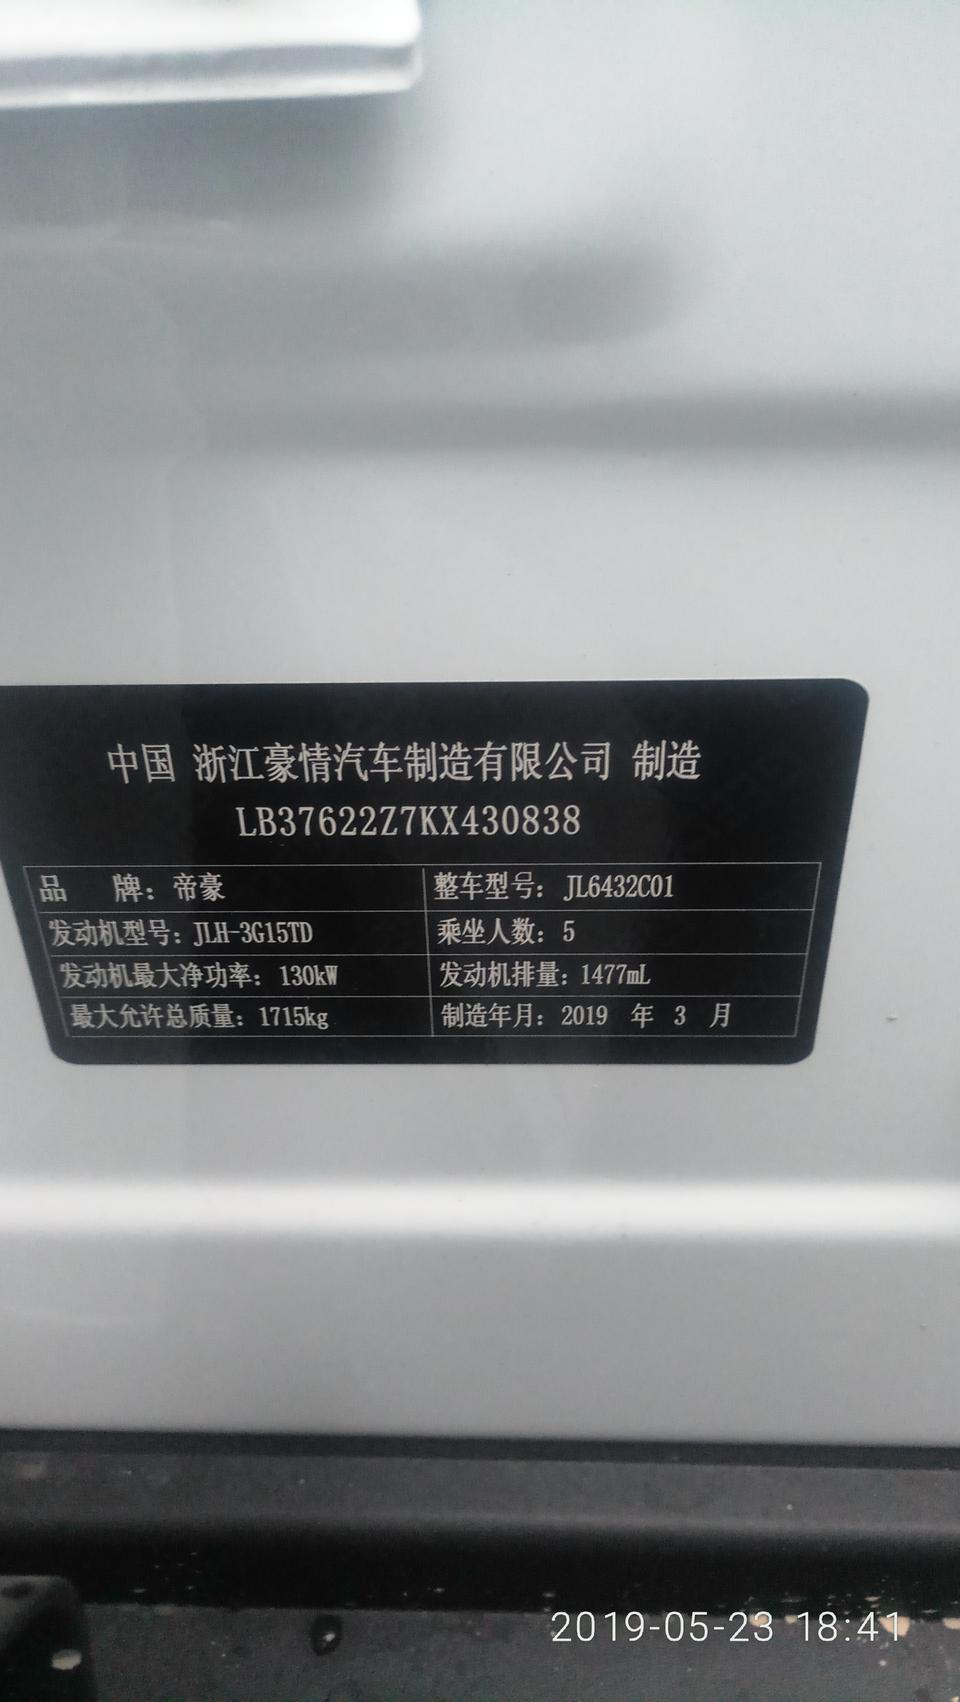 中国 浙江豪情汽车制造有限公司 制造
LB37622Z7KX430838
品 牌：帝豪 整车型号：JL6432C01
发动机型号：JLH-3G15TD 乘坐人数：5
发动机最大净功率：130kW 发动机排量：1477mL
最大允许总质量：1715kg 制造年月：2019 年 3 月
2019-05-23 18:41